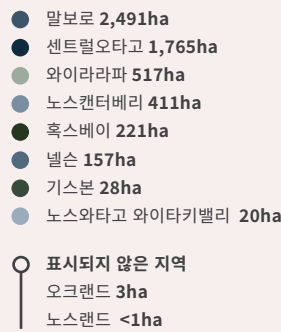 말보로 2,491ha
센트럴오타고 1,765ha
와이라라파 517ha
노스캔터베리 411ha
혹스베이 221ha
넬슨 157ha
기스본 28ha
노스와타고 와이타키밸리 20ha
표시되지 않은 지역
오크랜드 3ha
노스랜드 <1ha